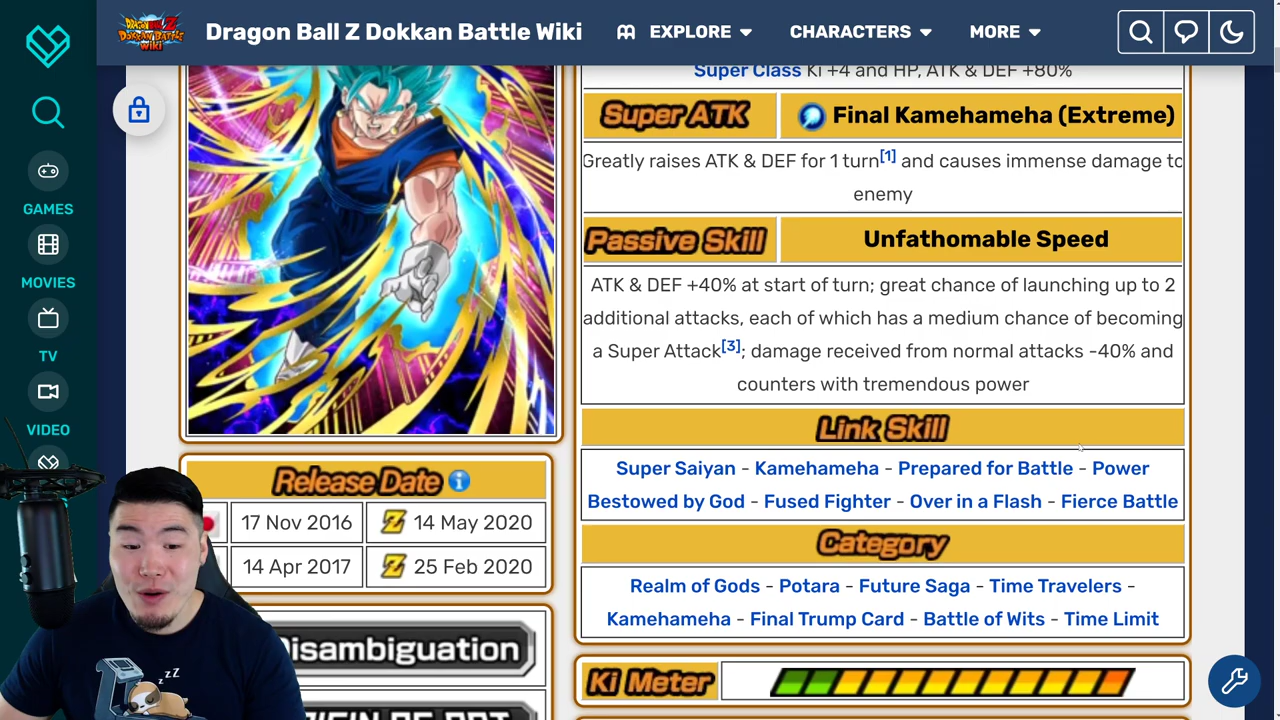 DRAGON BALL Z DOKKAN BATTLE Wiki
Dragon Ball Z Dokkan Battle Wiki
EXPLORE
CHARACTERS
MORE
GAMES
MOVIES
TV
VIDEO
Super Class Ki +4 and HP, ATK & DEF +80%
Super ATK
Final Kamehameha (Extreme)
Greatly raises ATK & DEF for 1 turn[1] and causes immense damage to
enemy
Passive Skill
Unfathomable Speed
ATK & DEF +40% at start of turn; great chance of launching up to 2
additional attacks, each of which has a medium chance of becoming
a Super Attack[3]; damage received from normal attacks -40% and
counters with tremendous power
Link Skill
Super Saiyan - Kamehameha - Prepared for Battle - Power
Bestowed by God - Fused Fighter - Over in a Flash - Fierce Battle
Category
Realm of Gods - Potara - Future Saga - Time Travelers -
Kamehameha - Final Trump Card - Battle of Wits - Time Limit
Ki Meter
Release Date
17 Nov 2016
Z 14 May 2020
14 Apr 2017
Z 25 Feb 2020
Disambiguation
z z Z